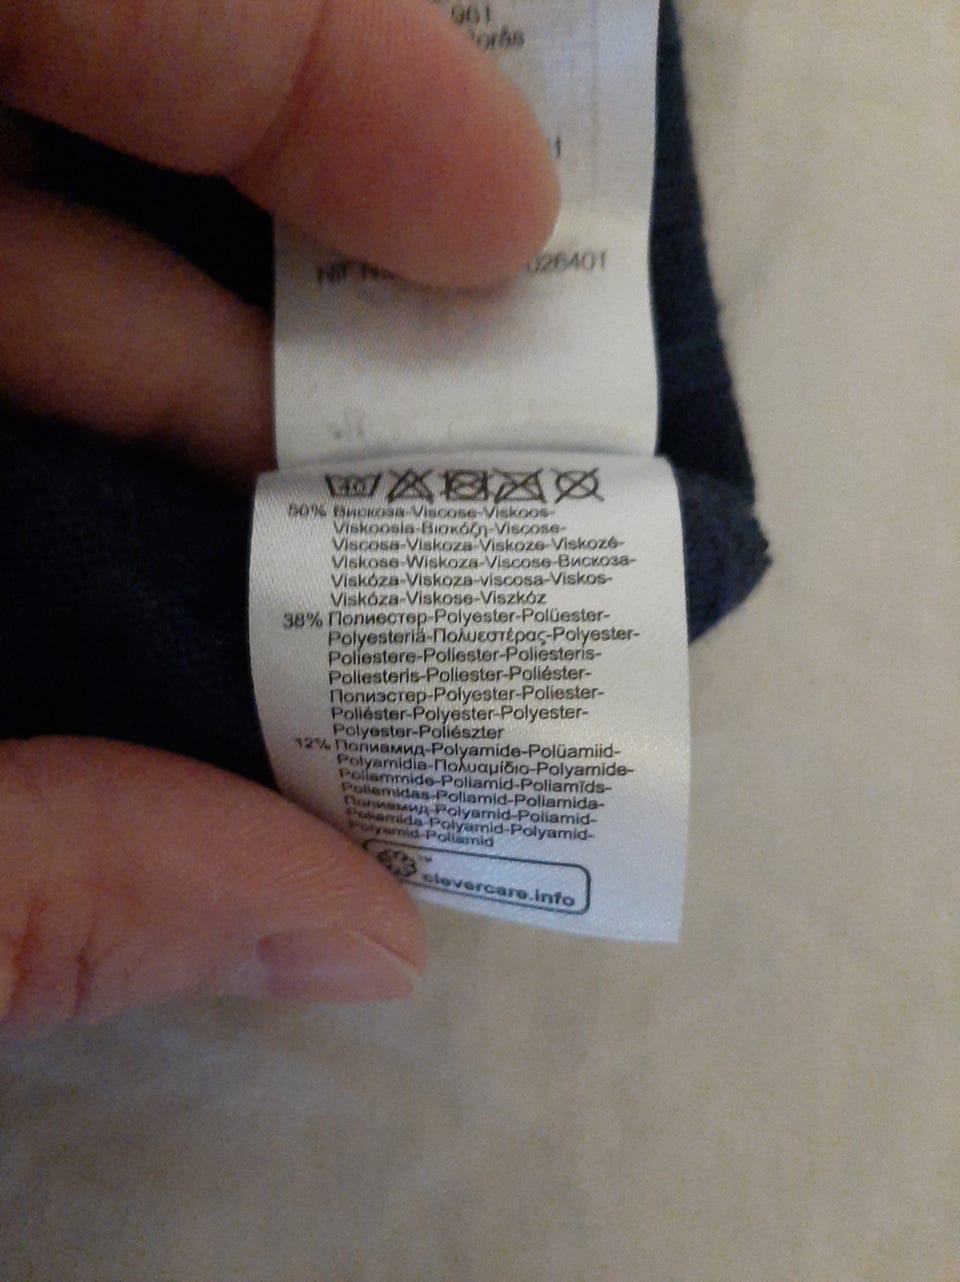 961
026401
50% Вискоза-Viscose-Viskoos-
Viskoosia-Βισκόζη-Viscose-
Viscosa-Viskoza-Viskoze-Viskozė-
Viskose-Wiskoza-Viscose-Вискоза-
Viskóza-Viskoza-viscosa-Viskos-
Viskóza-Viskose-Viszkóz
38% Полиестер-Polyester-Polüester-
Polyesteriä-Πολυεστέρας-Polyester-
Poliestere-Poliester-Poliesteris-
Poliesteris-Poliester-Poliéster-
Полиэстер-Polyester-Poliester-
Poliéster-Polyester-Polyester-
Polyester-Poliészter
12% Полиамид-Polyamide-Polüamiid-
Polyamidia-Πολυαμίδιο-Polyamide-
Poliammide-Poliamid-Poliamīds-
Poliamidas-Poliamid-Poliamida-
Полиамид-Polyamid-Poliamid-
Poliamida-Polyamid-Polyamid-
Polyamid-Poliamid
™
clevercare.info